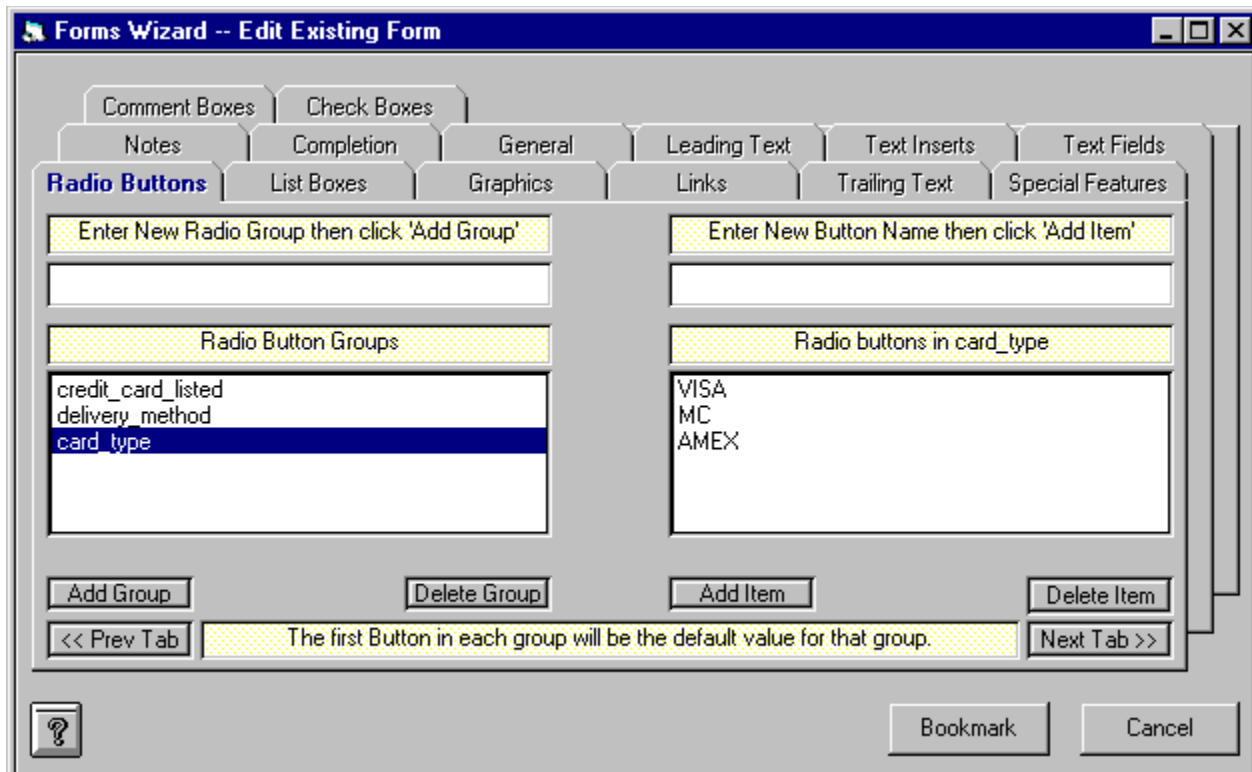 Forms Wizard -- Edit Existing Form
Comment Boxes Check Boxes
Notes Completion General Leading Text Text Inserts Text Fields
Radio Buttons List Boxes Graphics Links Trailing Text Special Features
Enter New Radio Group then click 'Add Group' Enter New Button Name then click 'Add Item'
Radio Button Groups Radio buttons in card_type
credit_card_listed VISA
delivery_method MC
card_type AMEX
Add Group Delete Group Add Item Delete Item
<< Prev Tab The first Button in each group will be the default value for that group. Next Tab >>
? Bookmark Cancel